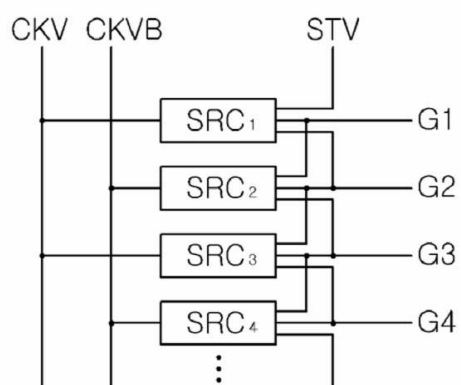 CKV CKVB STV
SRC₁ G1
SRC₂ G2
SRC₃ G3
SRC₄ G4